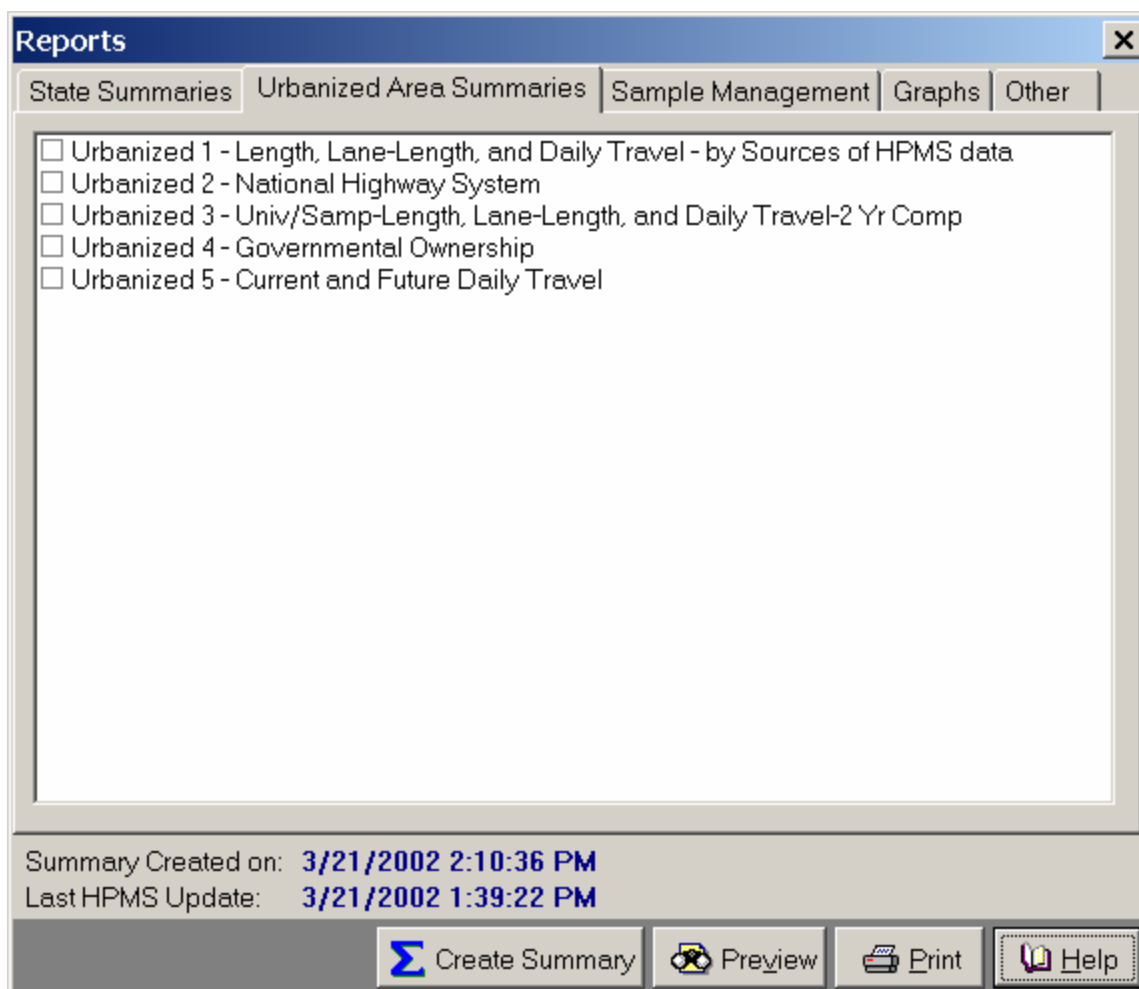 Reports
State Summaries Urbanized Area Summaries Sample Management Graphs Other
Urbanized 1 - Length, Lane-Length, and Daily Travel - by Sources of HPMS data
Urbanized 2 - National Highway System
Urbanized 3 - Univ/Samp-Length, Lane-Length, and Daily Travel-2 Yr Comp
Urbanized 4 - Governmental Ownership
Urbanized 5 - Current and Future Daily Travel
Summary Created on: 3/21/2002 2:10:36 PM
Last HPMS Update: 3/21/2002 1:39:22 PM
Σ Create Summary Preview Print Help